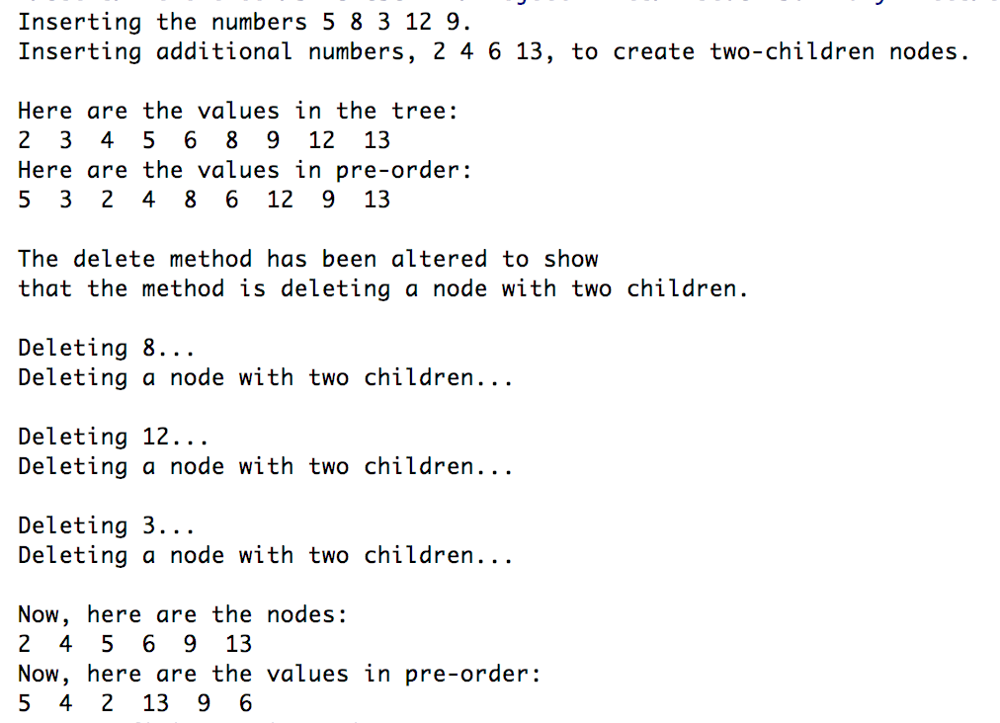 Inserting the numbers 5 8 3 12 9.
Inserting additional numbers, 2 4 6 13, to create two-children nodes.
Here are the values in the tree:
2 3 4 5 6 8 9 12 13
Here are the values in pre-order:
5 3 2 4 8 6 12 9 13
The delete method has been altered to show
that the method is deleting a node with two children.
Deleting 8...
Deleting a node with two children...
Deleting 12...
Deleting a node with two children...
Deleting 3...
Deleting a node with two children...
Now, here are the nodes:
2 4 5 6 9 13
Now, here are the values in pre-order:
5 4 2 13 9 6